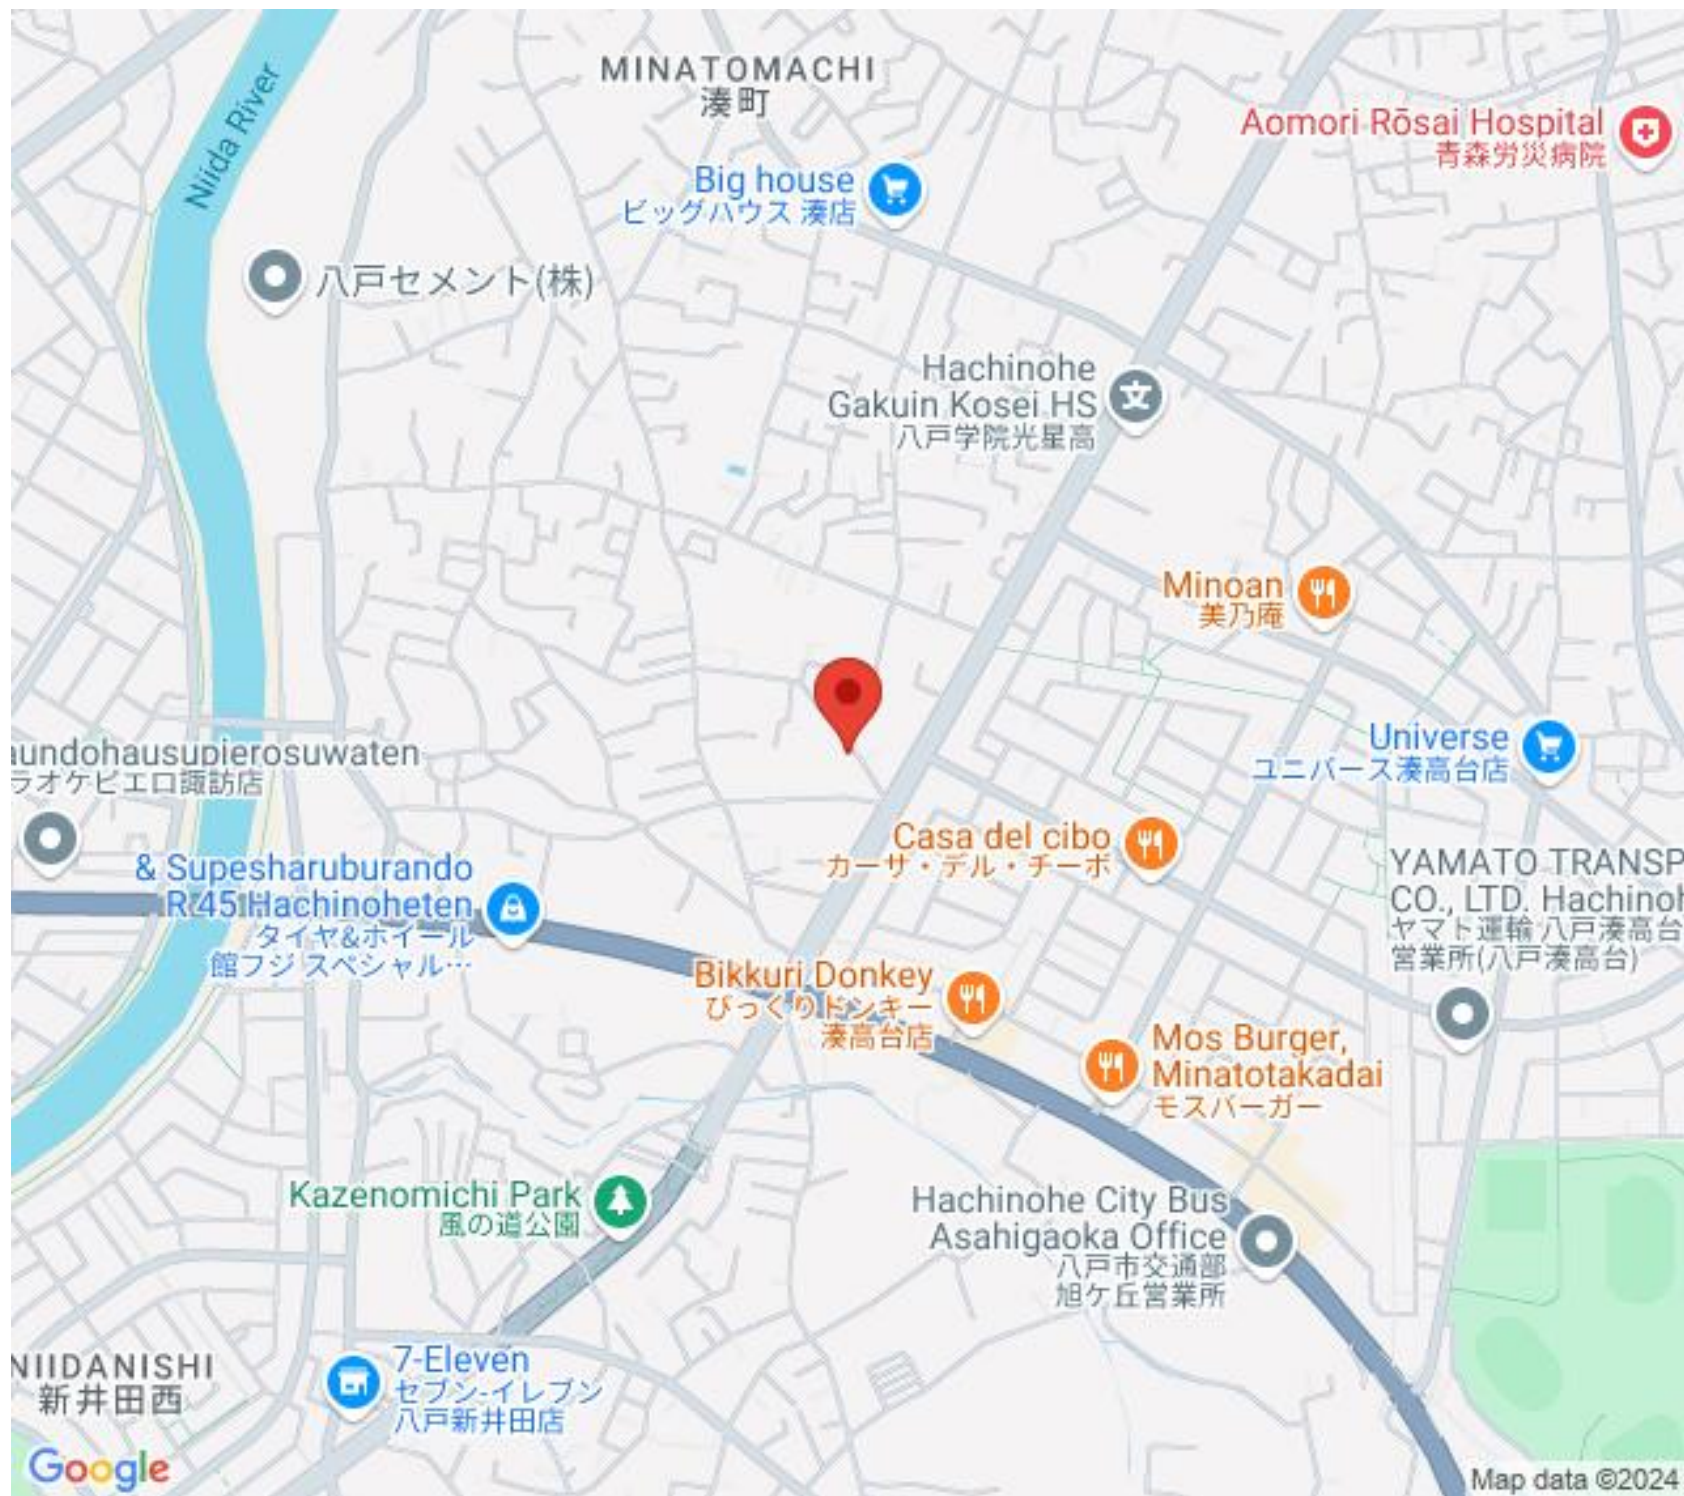 MINATOMACHI
湊町
Niida River
Aomori Rōsai Hospital
青森労災病院
Big house
ビッグハウス 湊店
八戸セメント(株)
Hachinohe
Gakuin Kosei HS
八戸学院光星高
Minoan
美乃庵
Universe
ユニバース湊高台店
aundohausupierosuwaten
ラオケピエロ諏訪店
Casa del cibo
カーサ・デル・チーボ
& Supesharuburando
R 45 Hachinoheten
タイヤ&ホイール
館フジ スペシャル…
YAMATO TRANSP
CO., LTD. Hachinoh
ヤマト運輸 八戸湊高台
営業所(八戸湊高台)
Bikkuri Donkey
びっくりドンキー
湊高台店
Mos Burger,
Minatotakadai
モスバーガー
Kazenomichi Park
風の道公園
Hachinohe City Bus
Asahigaoka Office
八戸市交通部
旭ケ丘営業所
NIIDANISHI
新井田西
7-Eleven
セブン-イレブン
八戸新井田店
Google
Map data ©2024